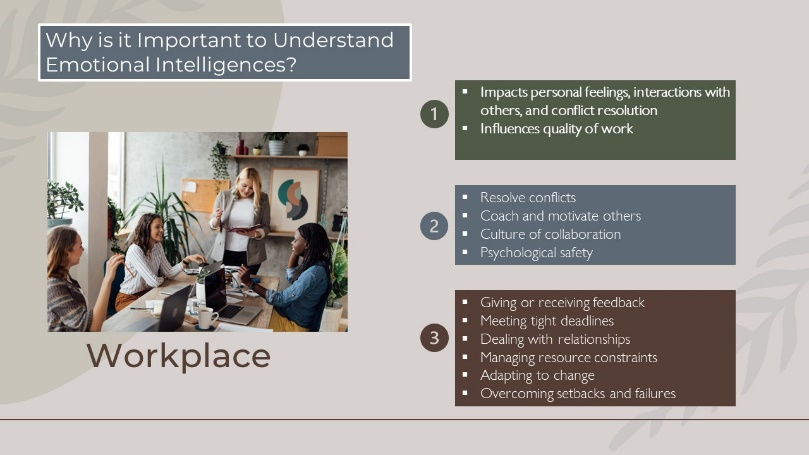 Why is it Important to Understand
Emotional Intelligences?
1
▪ Impacts personal feelings, interactions with
others, and conflict resolution
▪ Influences quality of work
2
▪ Resolve conflicts
▪ Coach and motivate others
▪ Culture of collaboration
▪ Psychological safety
3
▪ Giving or receiving feedback
▪ Meeting tight deadlines
▪ Dealing with relationships
▪ Managing resource constraints
▪ Adapting to change
▪ Overcoming setbacks and failures
Workplace